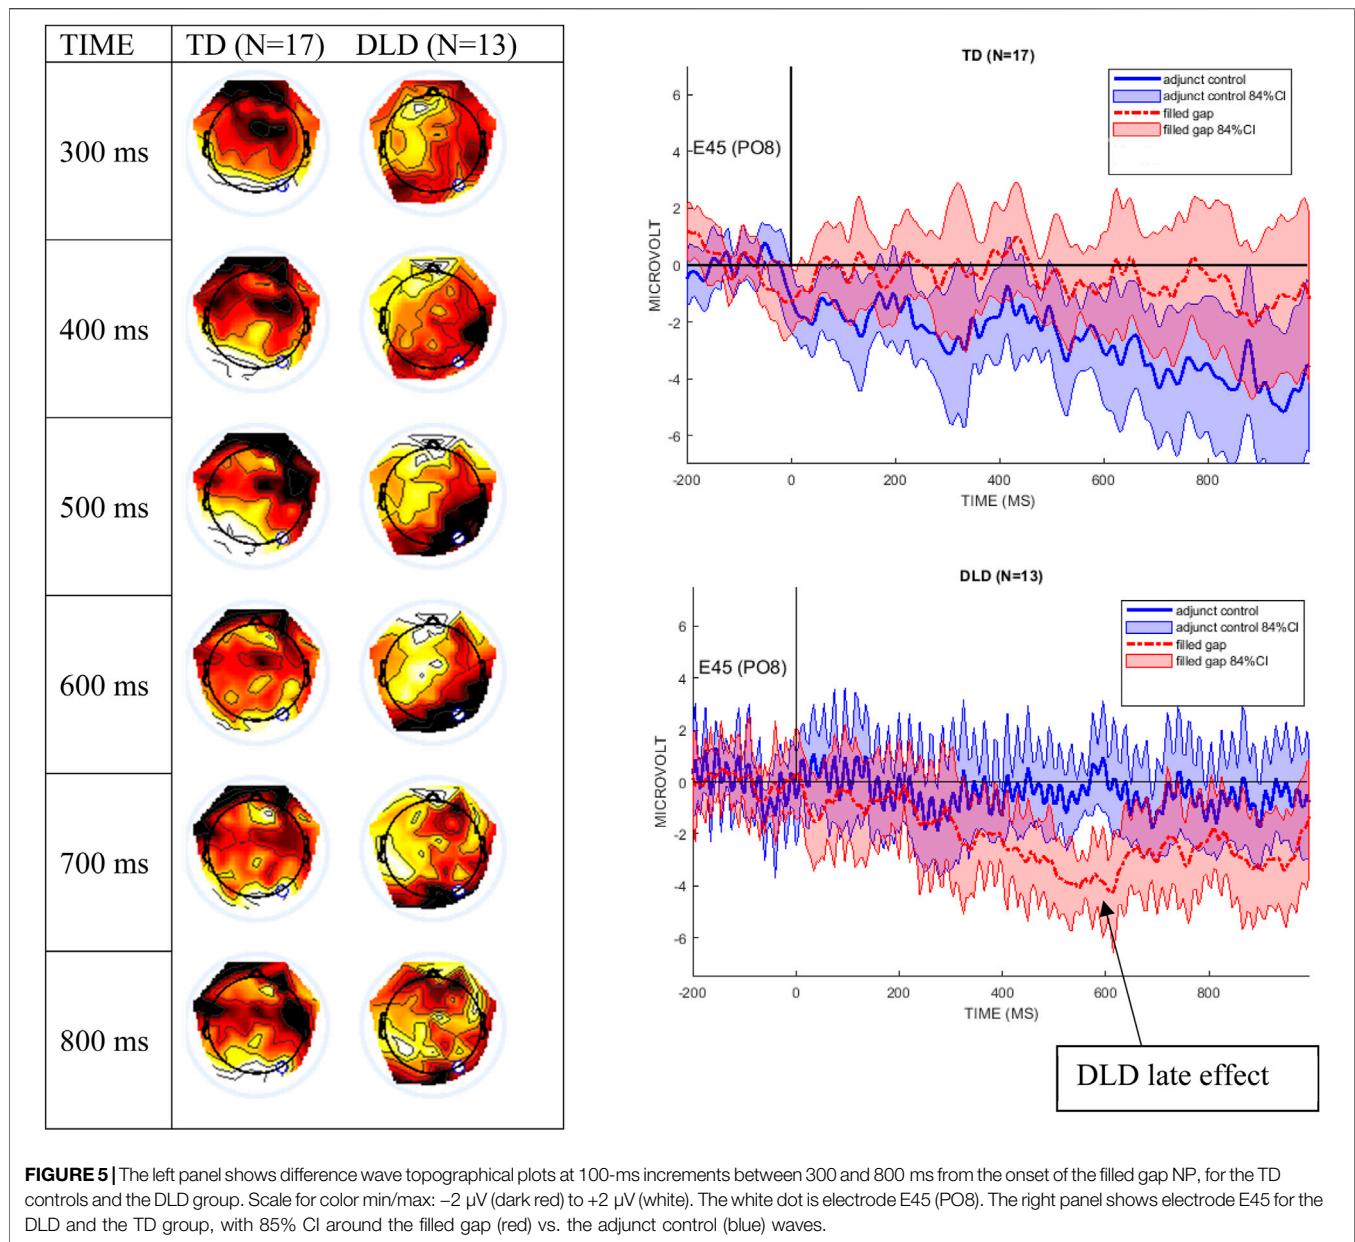 TIME TD (N=17) DLD (N=13)
300 ms
400 ms
500 ms
600 ms
700 ms
800 ms
TD (N=17)
adjunct control
adjunct control 84%CI
filled gap
filled gap 84%CI
E45 (PO8)
MICROVOLT
6
4
2
0
-2
-4
-6
-200 0 200 400 600 800
TIME (MS)
DLD (N=13)
adjunct control
adjunct control 84%CI
filled gap
filled gap 84%CI
E45 (PO8)
MICROVOLT
6
4
2
0
-2
-4
-6
-200 0 200 400 600 800
TIME (MS)
DLD late effect
FIGURE 5 | The left panel shows difference wave topographical plots at 100-ms increments between 300 and 800 ms from the onset of the filled gap NP, for the TD
controls and the DLD group. Scale for color min/max: −2 μV (dark red) to +2 μV (white). The white dot is electrode E45 (PO8). The right panel shows electrode E45 for the
DLD and the TD group, with 85% CI around the filled gap (red) vs. the adjunct control (blue) waves.